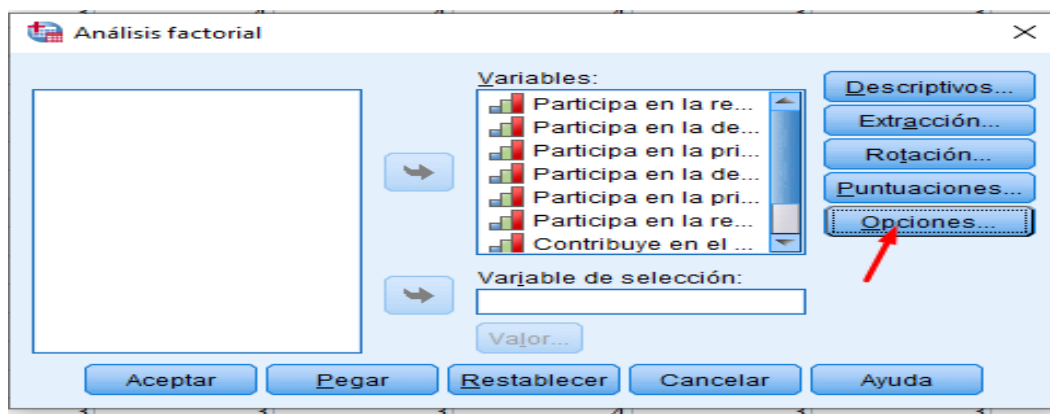 Análisis factorial
Variables:
Participa en la re...
Participa en la de...
Participa en la pri...
Participa en la de...
Participa en la pri...
Participa en la re...
Contribuye en el ...
Descriptivos...
Extracción...
Rotación...
Puntuaciones...
Opciones...
Variable de selección:
Valor...
Aceptar
Pegar
Restablecer
Cancelar
Ayuda